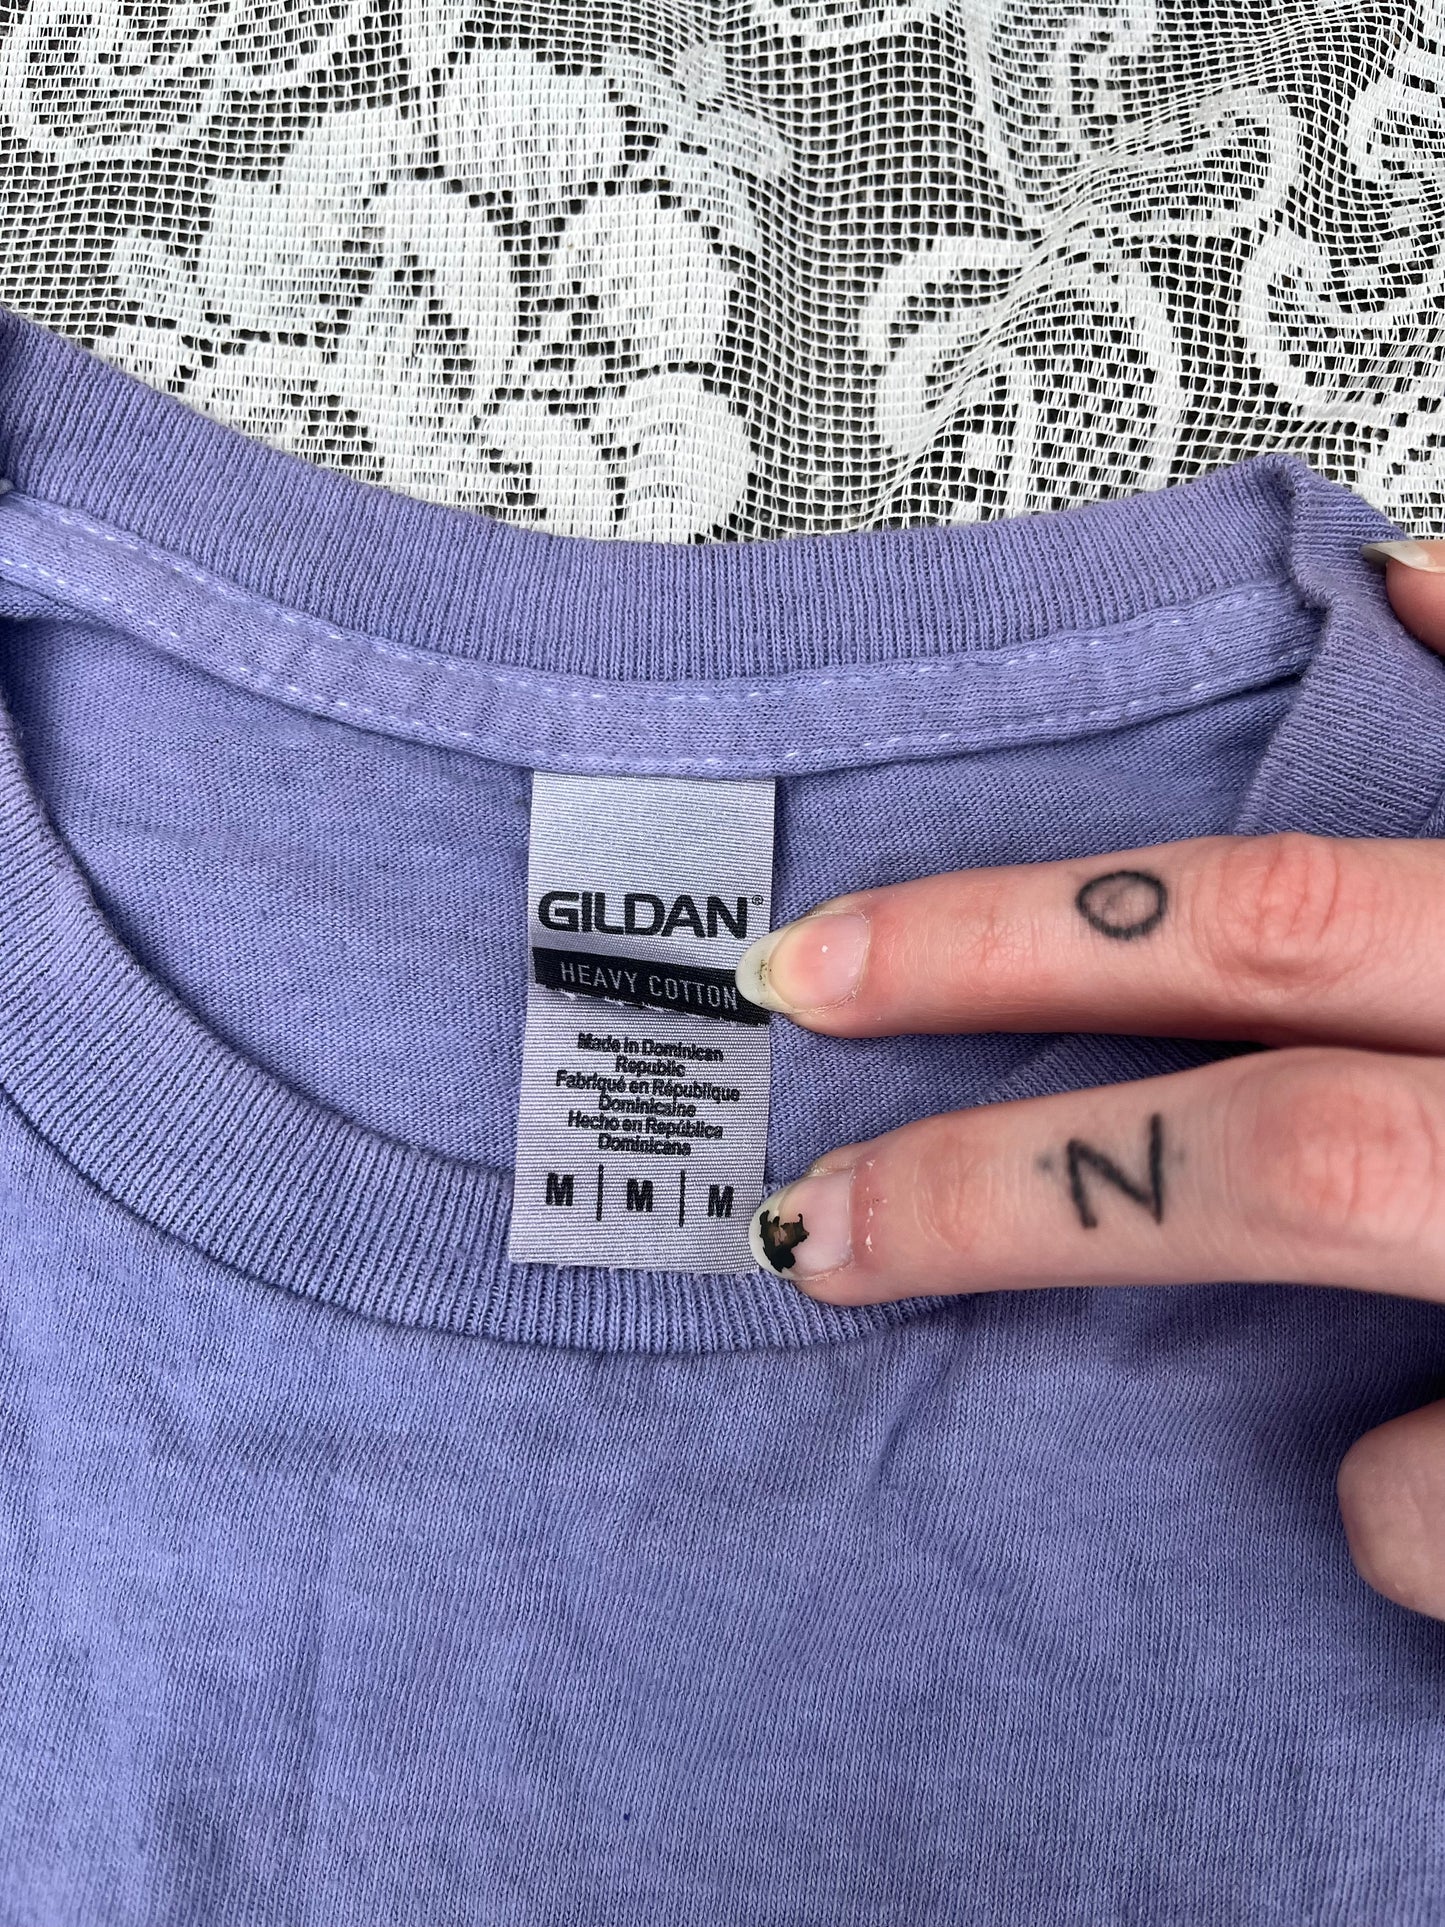 GILDAN®
HEAVY COTTON
Made in Dominican
Republic
Fabriqué en République
Dominicaine
Hecho en República
Dominicana
M | M | M
O
N